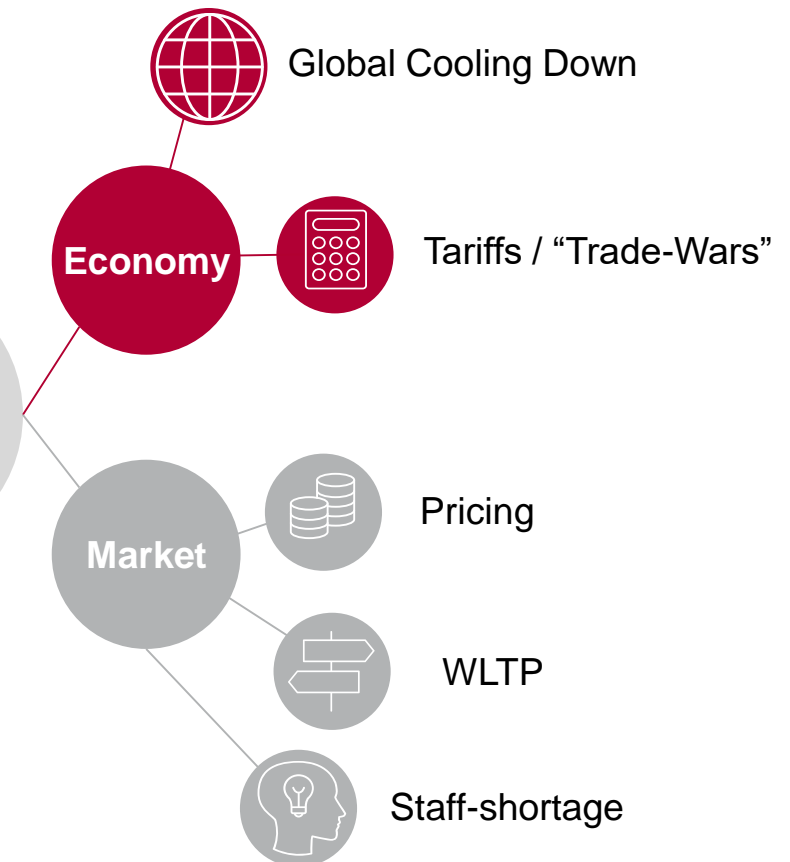 Global Cooling Down
Economy
Tariffs / “Trade-Wars”
Pricing
Market
WLTP
Staff-shortage